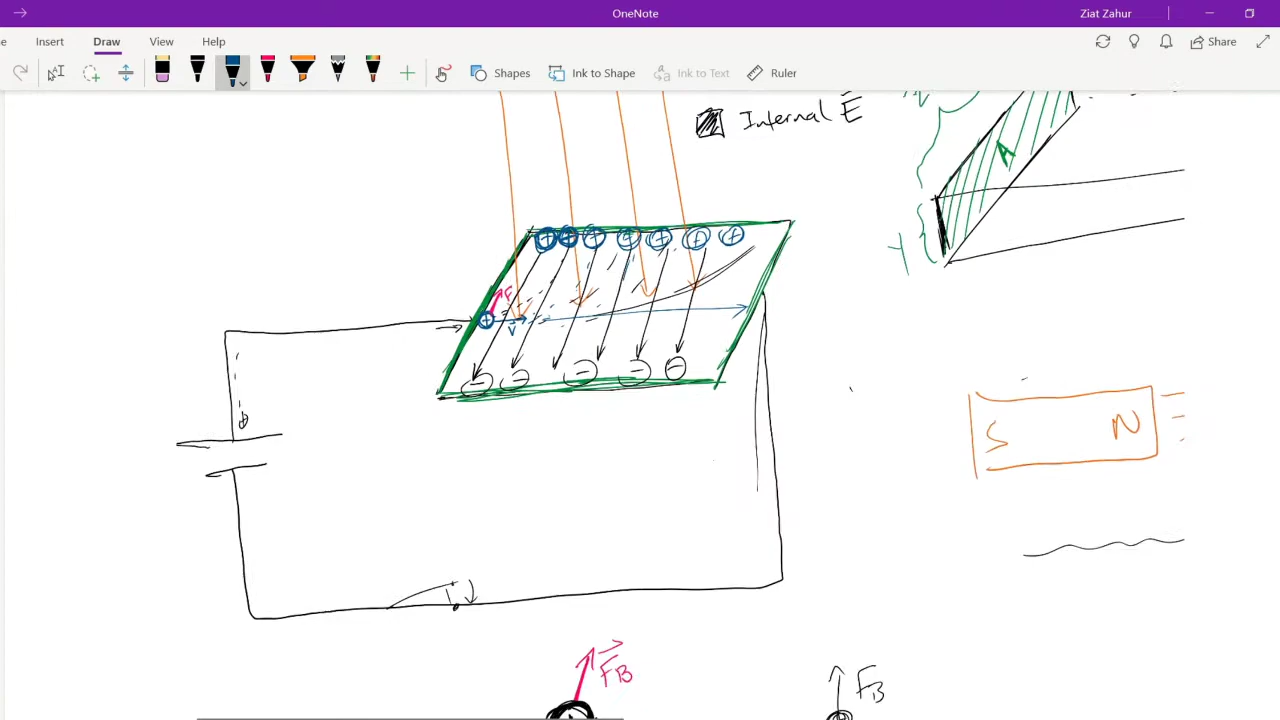 OneNote
Ziat Zahur
Insert Draw View Help
Share
Shapes Ink to Shape Ink to Text Ruler
Internal E
A
F
V
S N
FB
FB